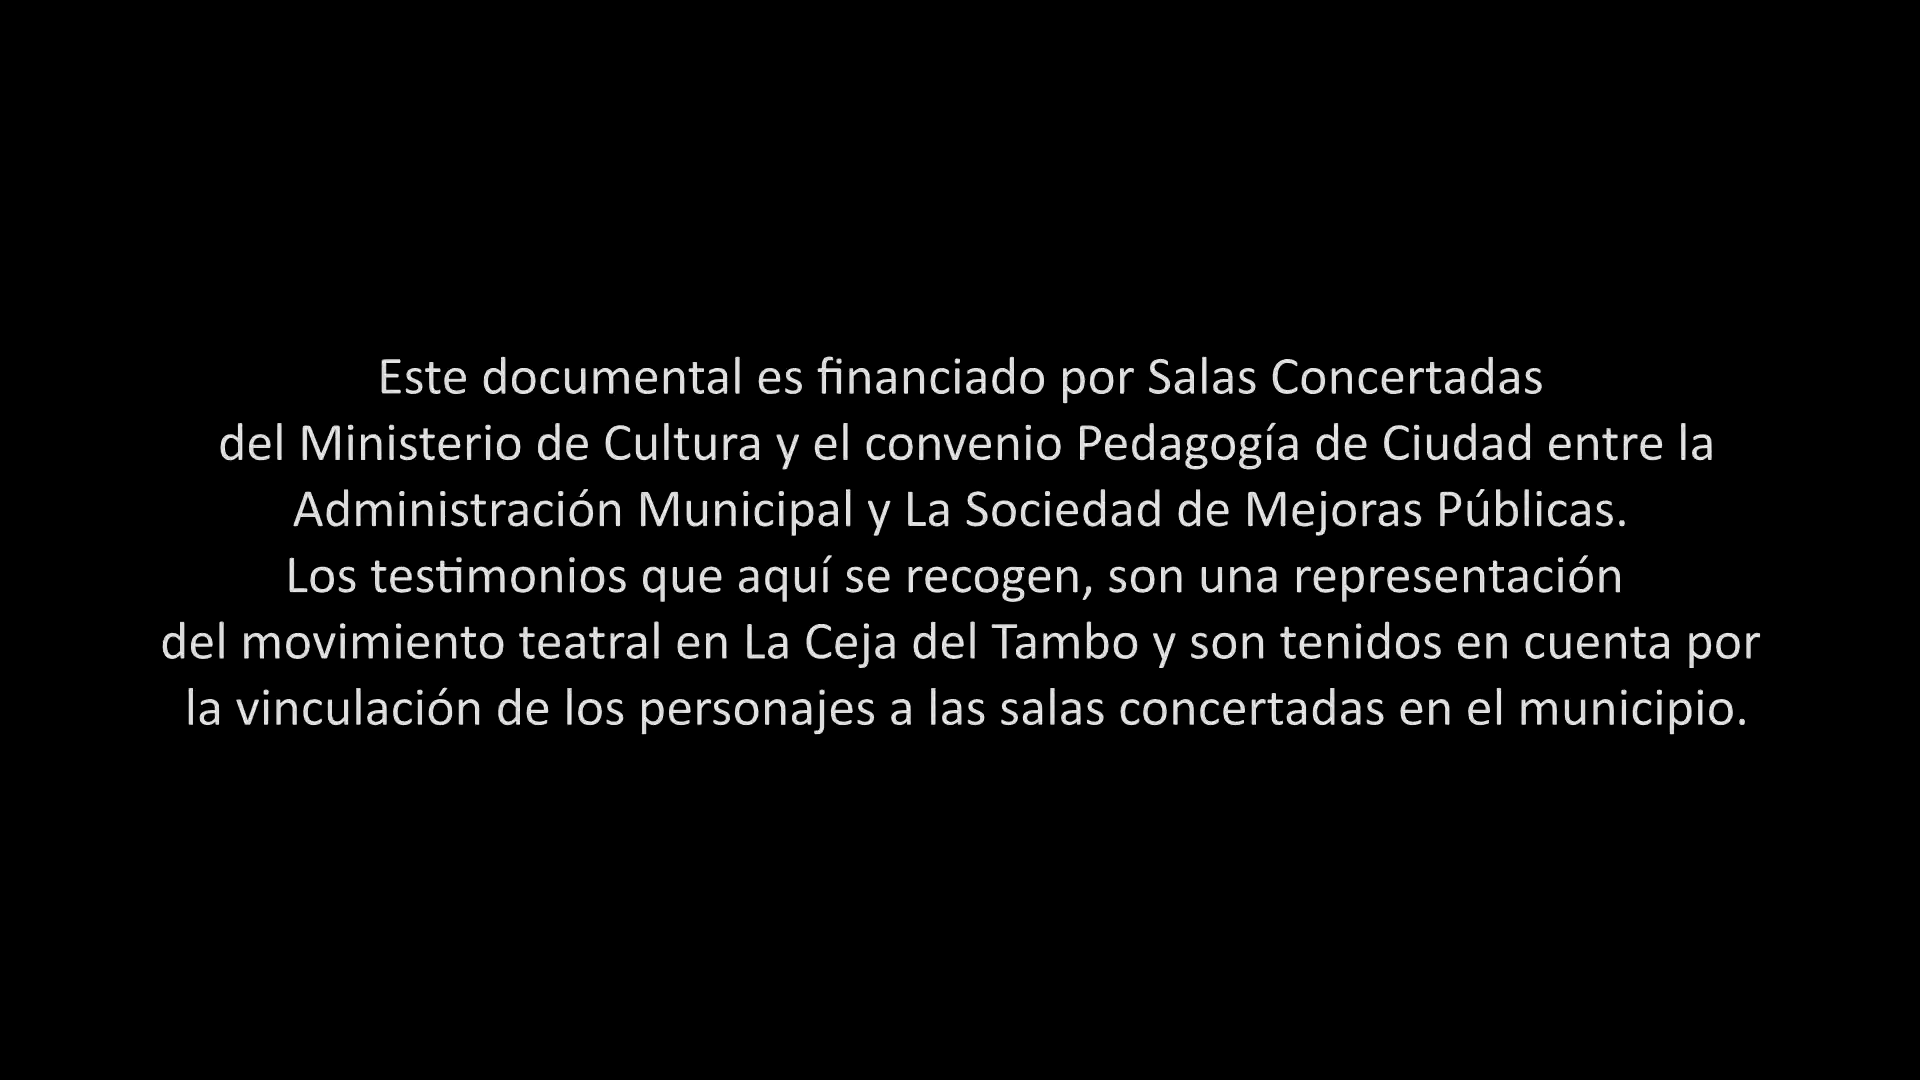 Este documental es financiado por Salas Concertadas
del Ministerio de Cultura y el convenio Pedagogía de Ciudad entre la
Administración Municipal y La Sociedad de Mejoras Públicas.
Los testimonios que aquí se recogen, son una representación
del movimiento teatral en La Ceja del Tambo y son tenidos en cuenta por
la vinculación de los personajes a las salas concertadas en el municipio.